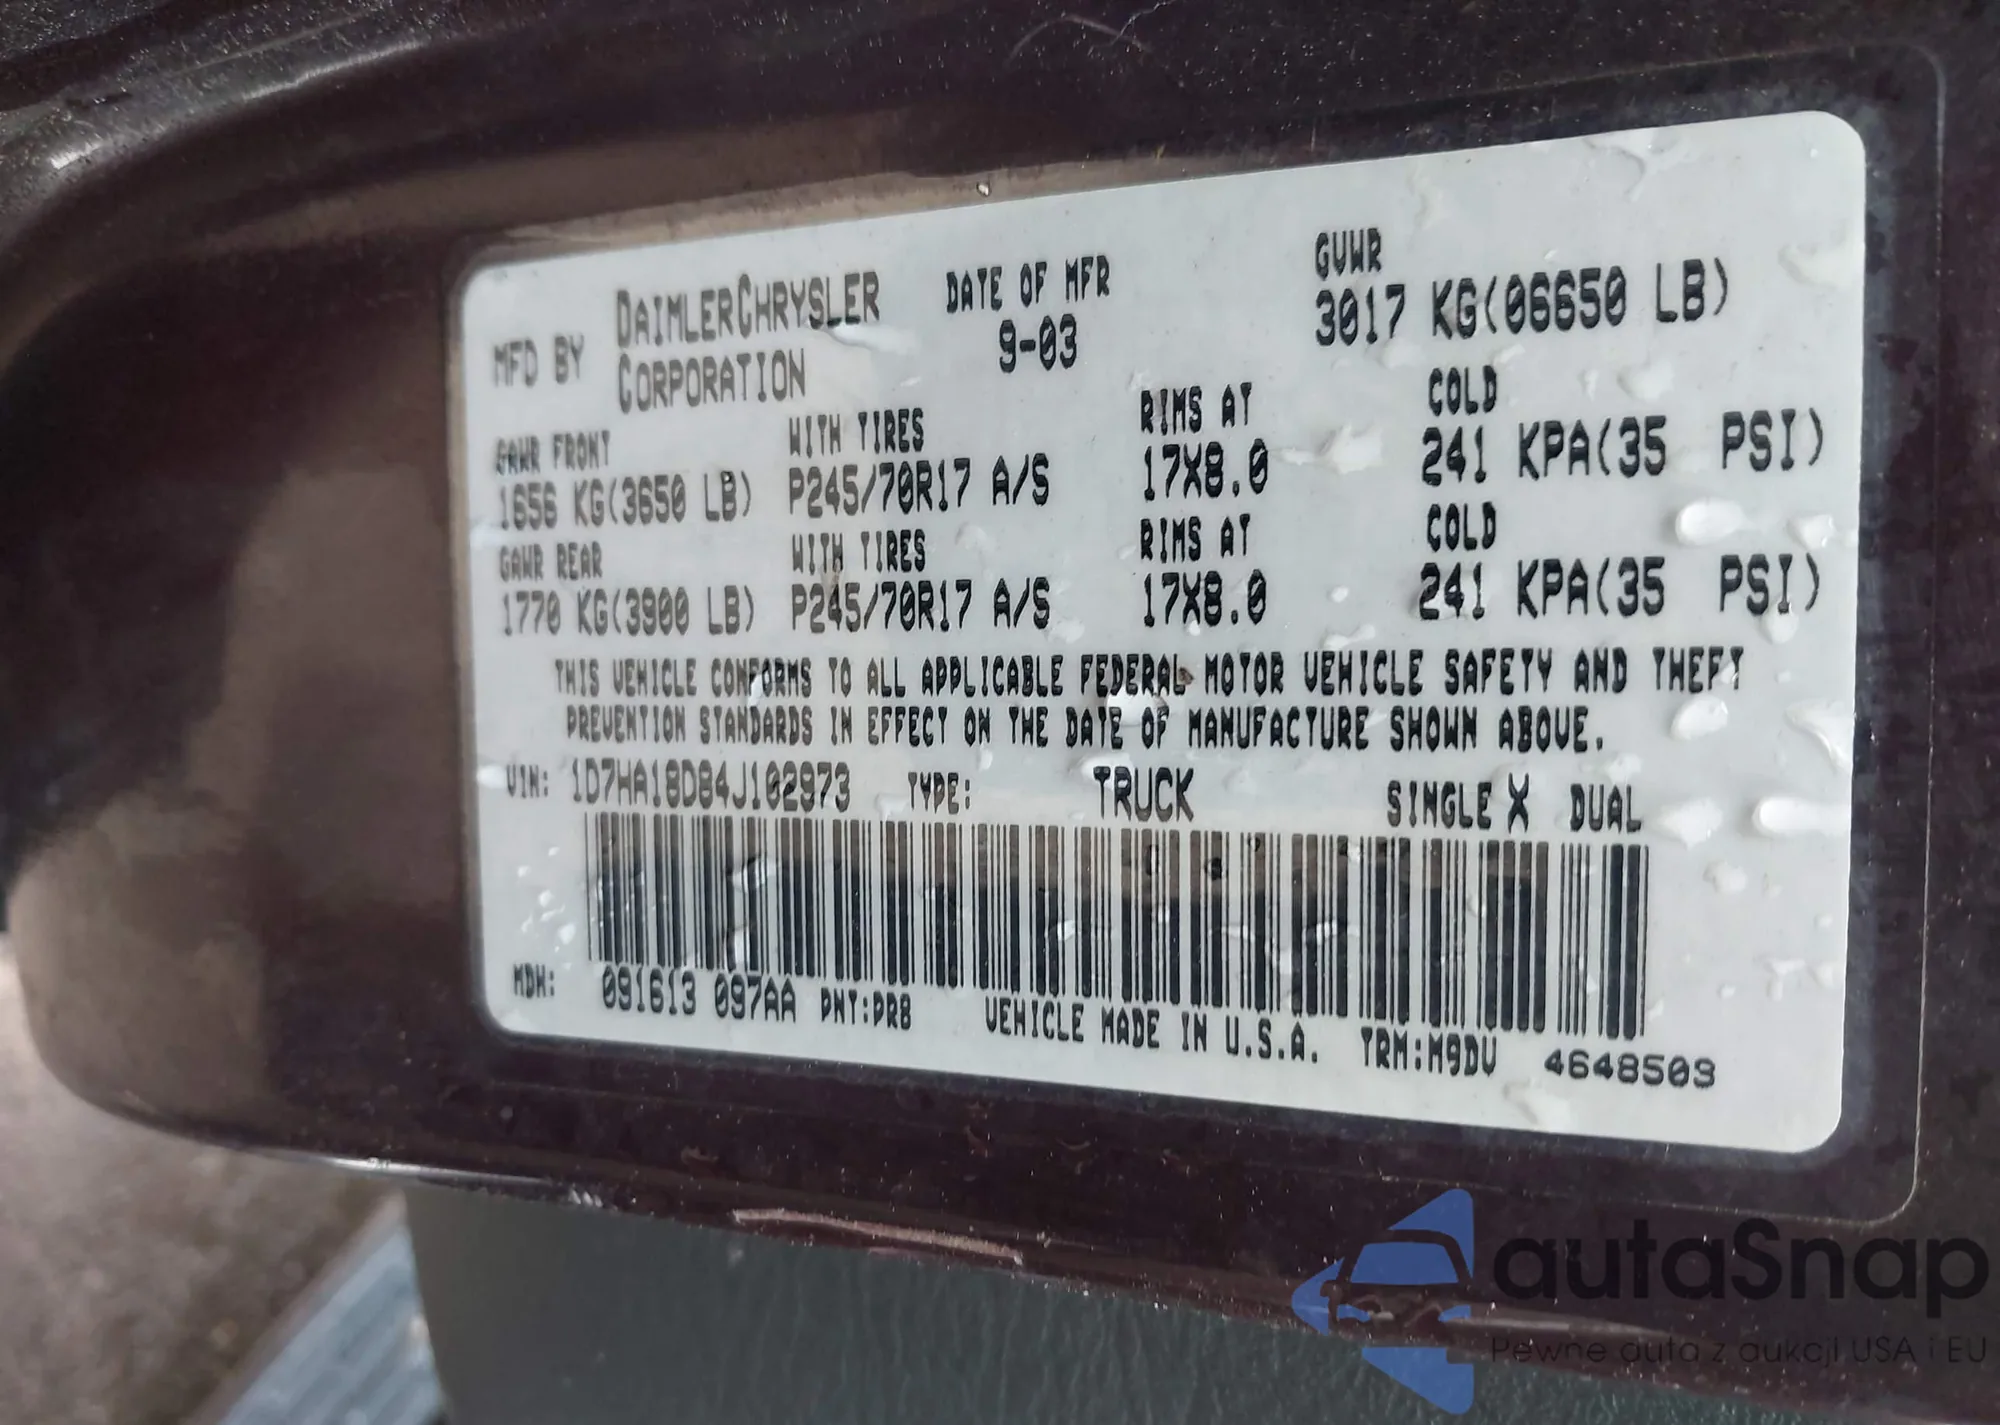 MFD BY DAIMLERCHRYSLER CORPORATION
DATE OF MFR
9-03
GVWR
3017 KG(06650 LB)
GAWR FRONT WITH TIRES RIMS AT COLD
1656 KG(3650 LB) P245/70R17 A/S 17X8.0 241 KPA(35 PSI)
GAWR REAR WITH TIRES RIMS AT COLD
1770 KG(3900 LB) P245/70R17 A/S 17X8.0 241 KPA(35 PSI)
THIS VEHICLE CONFORMS TO ALL APPLICABLE FEDERAL MOTOR VEHICLE SAFETY AND THEFT
PREVENTION STANDARDS IN EFFECT ON THE DATE OF MANUFACTURE SHOWN ABOVE.
VIN: 1D7HA18D84J102973 TYPE: TRUCK SINGLE X DUAL
MDH: 091613 097AA PNT:PR8 VEHICLE MADE IN U.S.A. TRM:M9DV 46485 09
autaSnap
Pewne auta z aukcji USA i EU